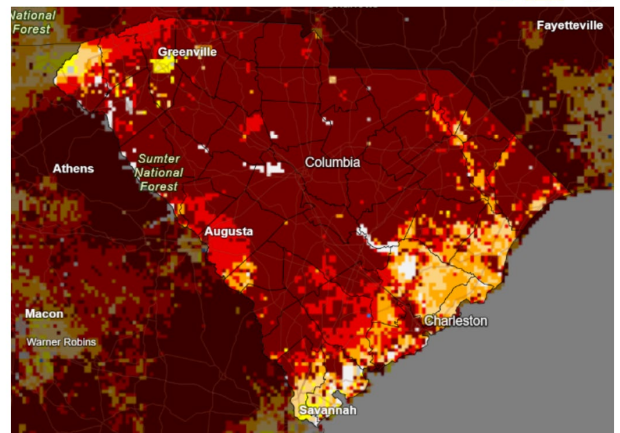 National
Forest
Greenville
Fayetteville
Athens
Sumter
National
Forest
Columbia
Augusta
Macon
Warner Robins
Charleston
Savannah